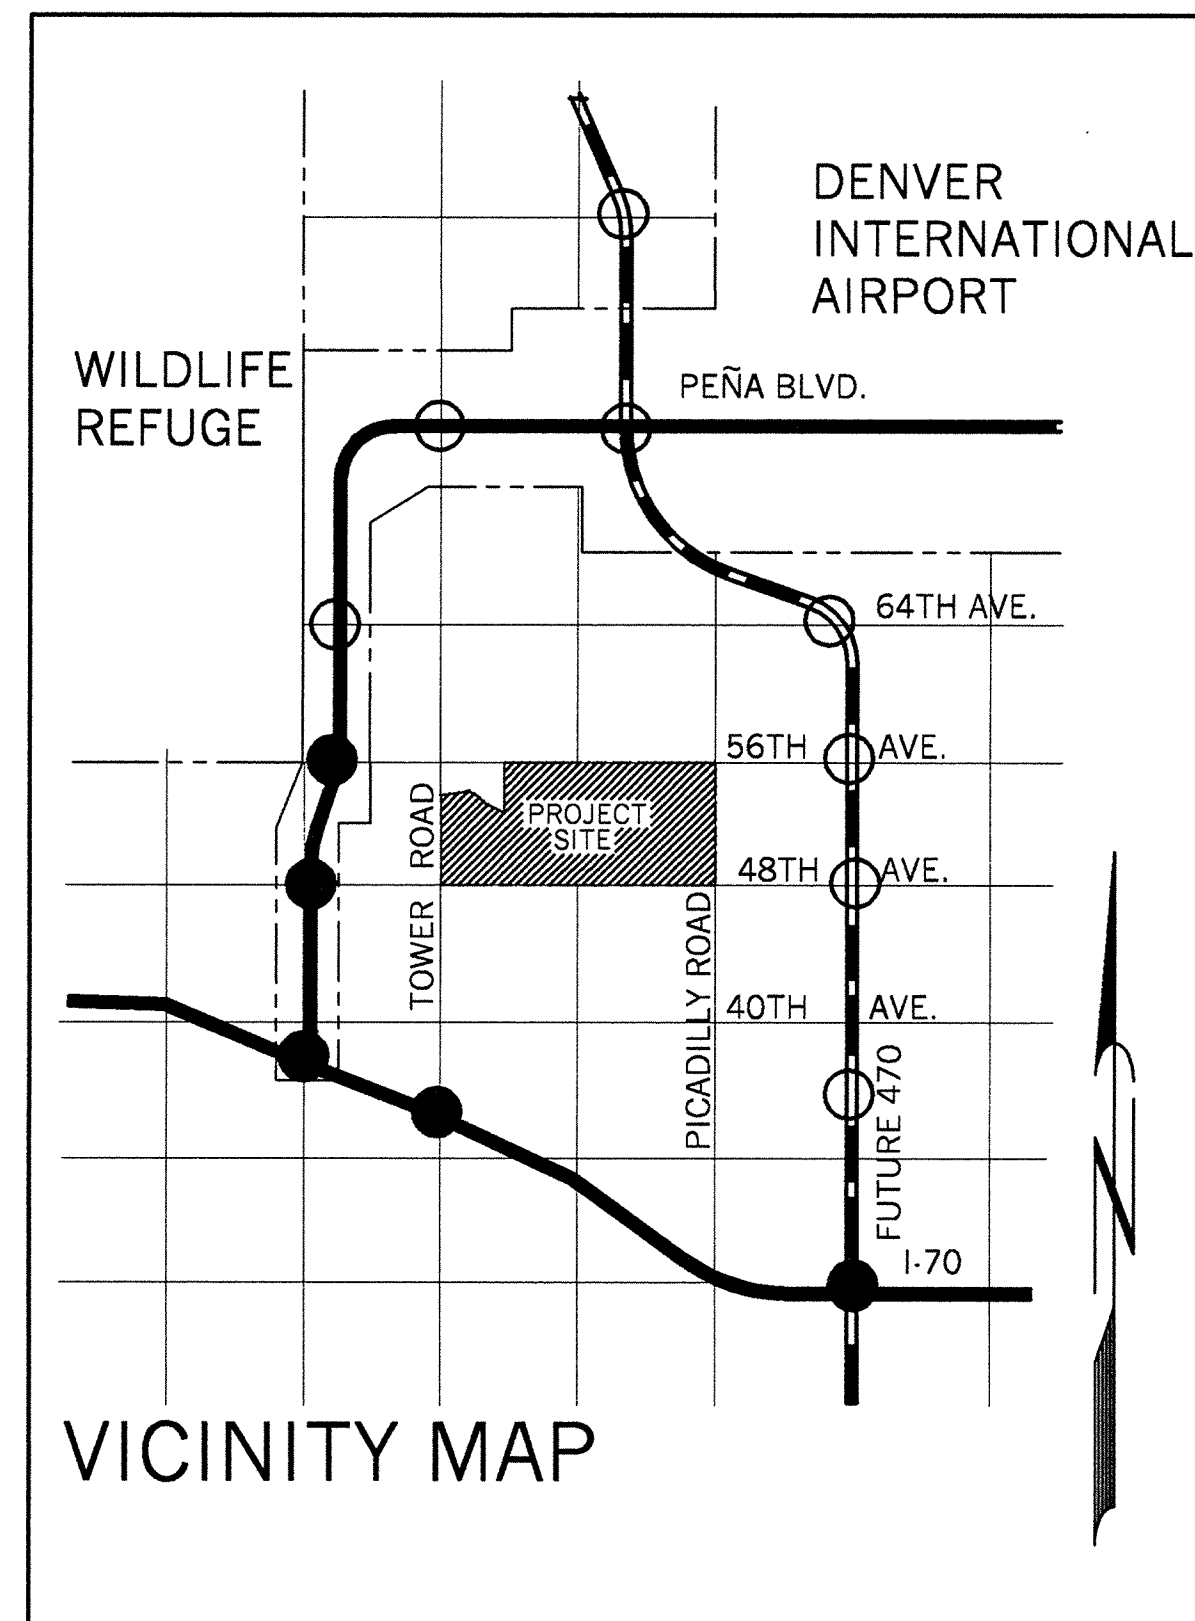 DENVER
INTERNATIONAL
AIRPORT
WILDLIFE
REFUGE
PEÑA BLVD.
64TH AVE.
56TH AVE.
PROJECT
SITE
TOWER ROAD
48TH AVE.
PICADILLY ROAD
40TH AVE.
FUTURE 470
I-70
N
VICINITY MAP